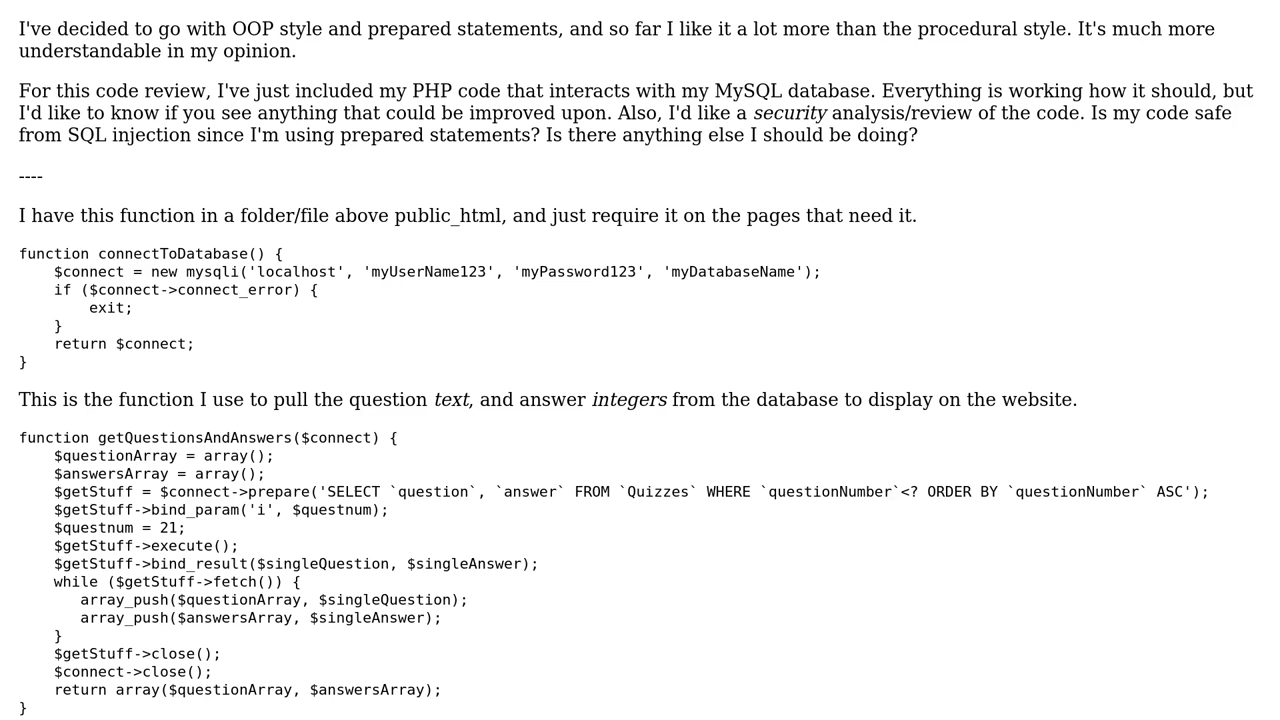 I've decided to go with OOP style and prepared statements, and so far I like it a lot more than the procedural style. It's much more
understandable in my opinion.
For this code review, I've just included my PHP code that interacts with my MySQL database. Everything is working how it should, but
I'd like to know if you see anything that could be improved upon. Also, I'd like a security analysis/review of the code. Is my code safe
from SQL injection since I'm using prepared statements? Is there anything else I should be doing?
----
I have this function in a folder/file above public_html, and just require it on the pages that need it.
function connectToDatabase() {
    $connect = new mysqli('localhost', 'myUserName123', 'myPassword123', 'myDatabaseName');
    if ($connect->connect_error) {
        exit;
    }
    return $connect;
}
This is the function I use to pull the question text, and answer integers from the database to display on the website.
function getQuestionsAndAnswers($connect) {
    $questionArray = array();
    $answersArray = array();
    $getStuff = $connect->prepare('SELECT `question`, `answer` FROM `Quizzes` WHERE `questionNumber`<? ORDER BY `questionNumber` ASC');
    $getStuff->bind_param('i', $questnum);
    $questnum = 21;
    $getStuff->execute();
    $getStuff->bind_result($singleQuestion, $singleAnswer);
    while ($getStuff->fetch()) {
       array_push($questionArray, $singleQuestion);
       array_push($answersArray, $singleAnswer);
    }
    $getStuff->close();
    $connect->close();
    return array($questionArray, $answersArray);
}